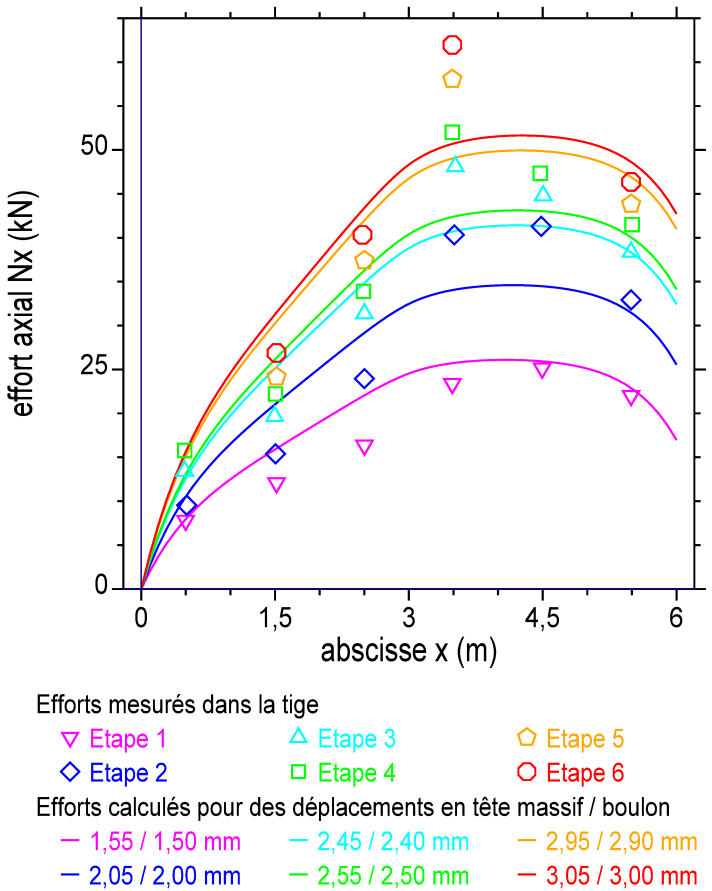 50
25
0
effort axial Nx (kN)
0 1,5 3 4,5 6
abscisse x (m)
Efforts mesurés dans la tige
Etape 1 Etape 3 Etape 5
Etape 2 Etape 4 Etape 6
Efforts calculés pour des déplacements en tête massif / boulon
1,55 / 1,50 mm 2,45 / 2,40 mm 2,95 / 2,90 mm
2,05 / 2,00 mm 2,55 / 2,50 mm 3,05 / 3,00 mm